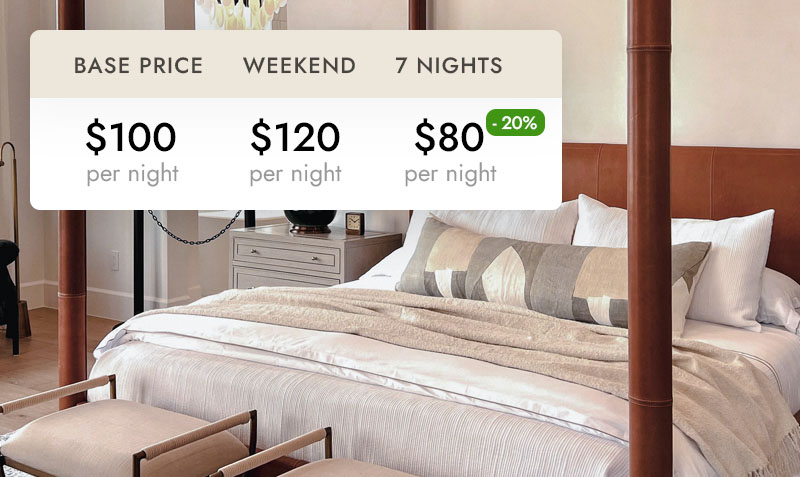 BASE PRICE WEEKEND 7 NIGHTS
$100 $120 $80 - 20%
per night per night per night